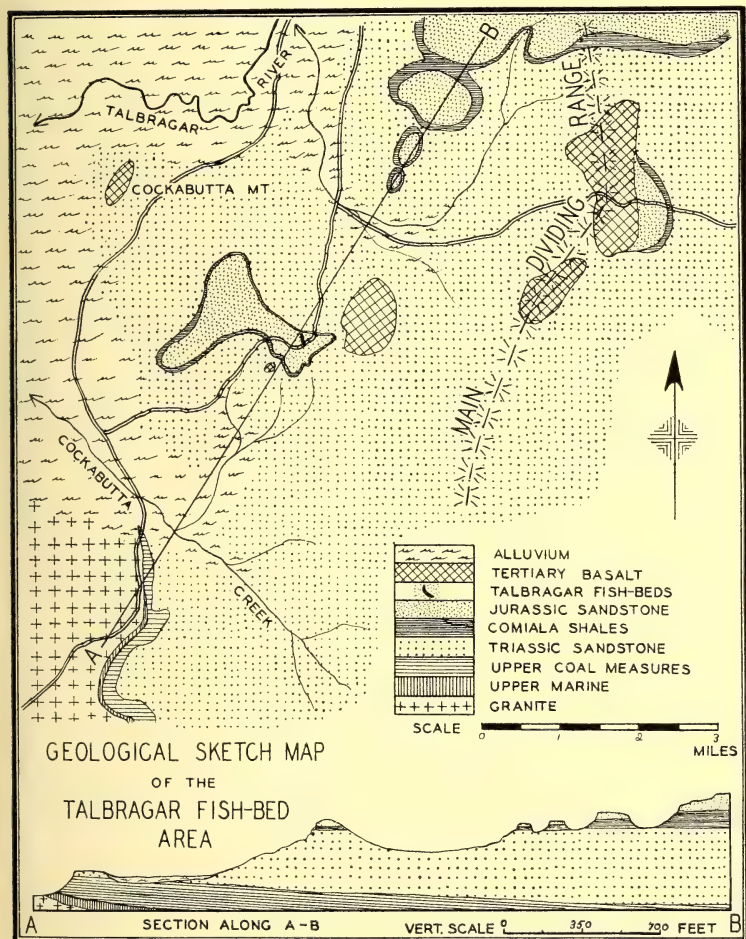 B
RIVER
TALBRAGAR
RANGE
COCKABUTTA MT
DIVIDING
MAIN
COCKABUTTA
CREEK
A
ALLUVIUM
TERTIARY BASALT
TALBRAGAR FISH-BEDS
JURASSIC SANDSTONE
COMIALA SHALES
TRIASSIC SANDSTONE
UPPER COAL MEASURES
UPPER MARINE
GRANITE
SCALE
0 1 2 3
MILES
GEOLOGICAL SKETCH MAP
OF THE
TALBRAGAR FISH-BED
AREA
A SECTION ALONG A-B VERT. SCALE 0 350 700 FEET B